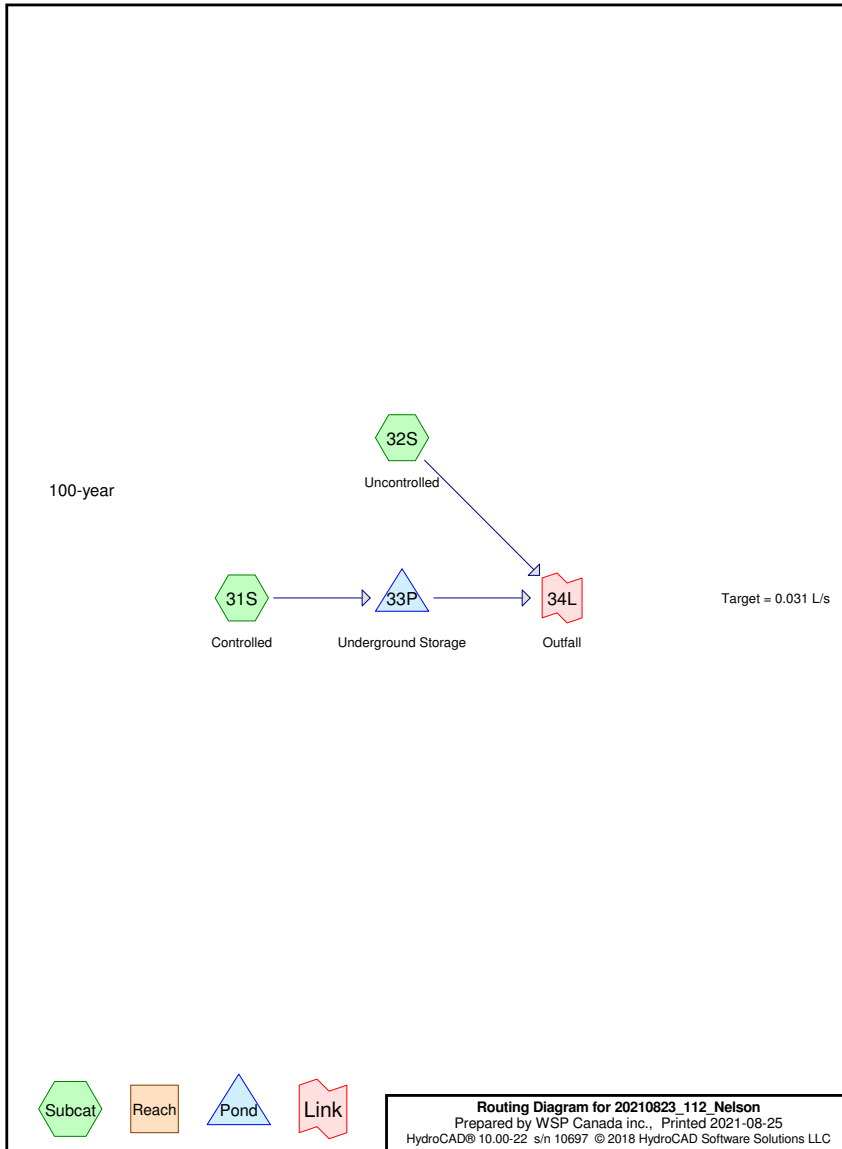 32S
Uncontrolled
100-year
31S
33P
34L
Target = 0.031 L/s
Controlled
Underground Storage
Outfall
Subcat
Reach
Pond
Link
Routing Diagram for 20210823_112_Nelson
Prepared by WSP Canada inc., Printed 2021-08-25
HydroCAD® 10.00-22 s/n 10697 © 2018 HydroCAD Software Solutions LLC